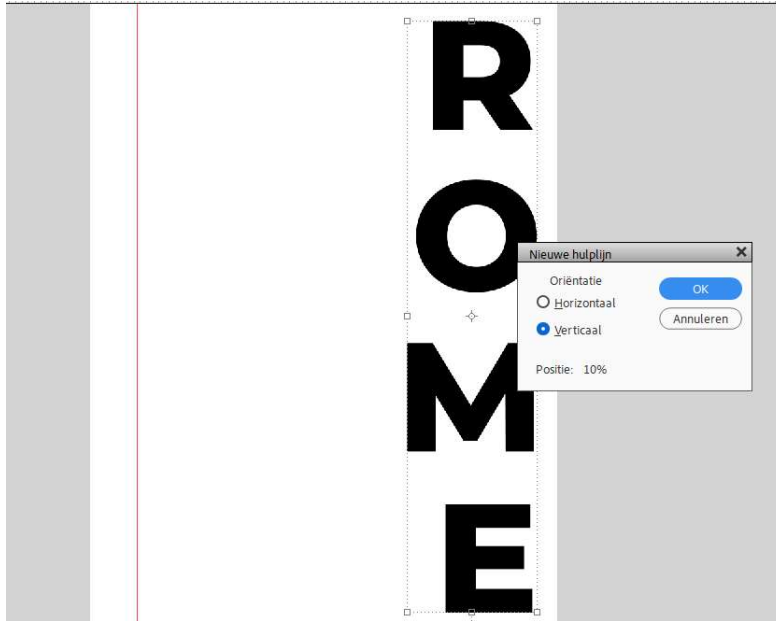 R
O
M
E
Nieuwe hulplijn
Oriëntatie
Horizontaal
Verticaal
OK
Annuleren
Positie: 10%